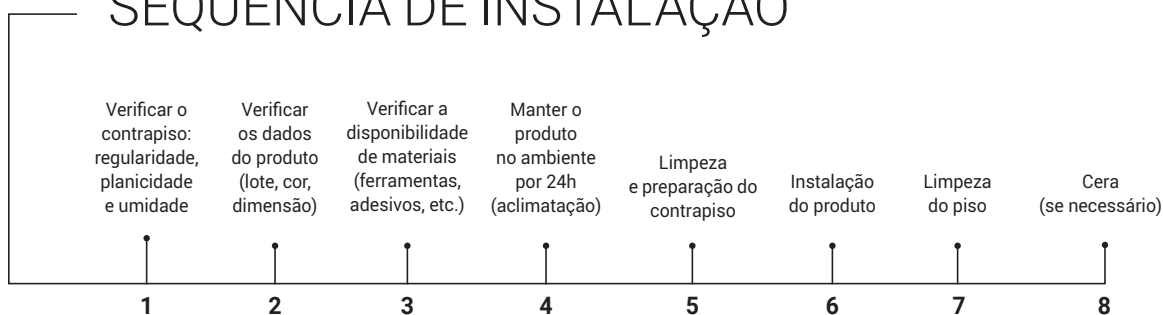 SEQUÊNCIA DE INSTALAÇÃO
Verificar o
contrapiso:
regularidade,
planicidade
e umidade
Verificar
os dados
do produto
(lote, cor,
dimensão)
Verificar a
disponibilidade
de materiais
(ferramentas,
adesivos, etc.)
Manter o
produto
no ambiente
por 24h
(aclimatação)
Limpeza
e preparação do
contrapiso
Instalação
do produto
Limpeza
do piso
Cera
(se necessário)
1
2
3
4
5
6
7
8